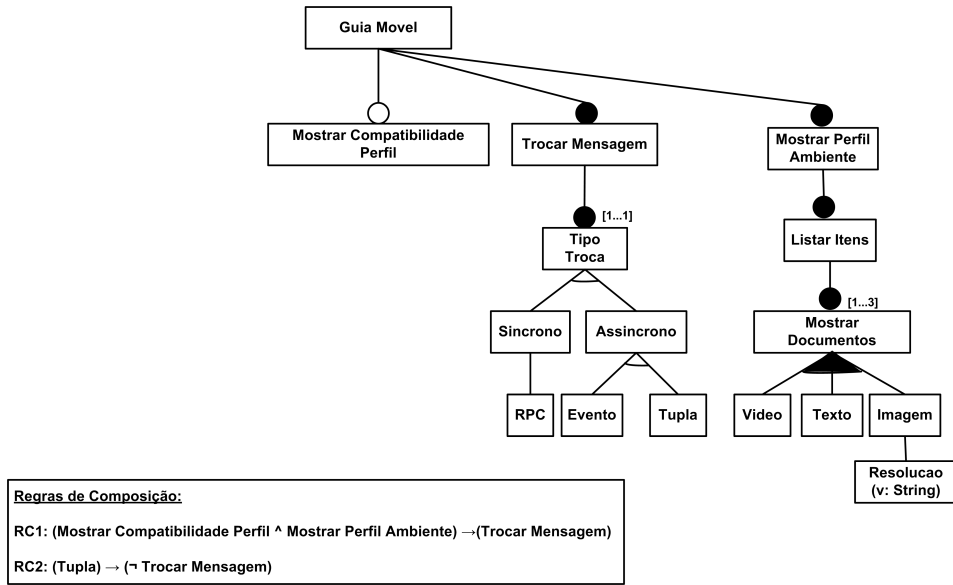 Guia Movel
Mostrar Compatibilidade
Perfil
Trocar Mensagem
Mostrar Perfil
Ambiente
[1...1]
Tipo
Troca
Listar Itens
[1...3]
Sincrono
Assincrono
Mostrar
Documentos
RPC
Evento
Tupla
Video
Texto
Imagem
Resolucao
(v: String)
Regras de Composição:
RC1: (Mostrar Compatibilidade Perfil ^ Mostrar Perfil Ambiente) →(Trocar Mensagem)
RC2: (Tupla) → (¬ Trocar Mensagem)